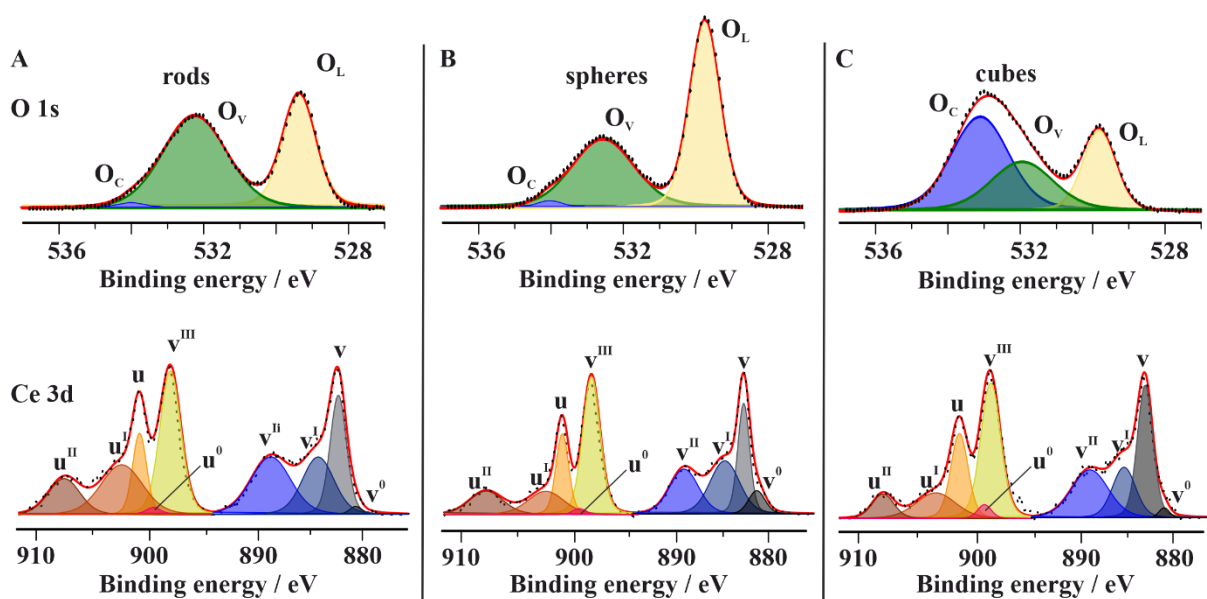 A
rods
O 1s
O_C
O_V
O_L
536 532 528
Binding energy / eV
B
spheres
O_C
O_V
O_L
536 532 528
Binding energy / eV
C
cubes
O_C
O_V
O_L
536 532 528
Binding energy / eV
Ce 3d
u^II
u^I
u
v^III
u^0
v^Ii
v^I
v
v^0
910 900 890 880
Binding energy / eV
^II
u^I
u
v^III
u^0
v^II
v^I
v
v^0
910 900 890 880
Binding energy / eV
u^II
u^I
u
v^III
u^0
v^II
v^I
v
v^0
910 900 890 880
Binding energy / eV